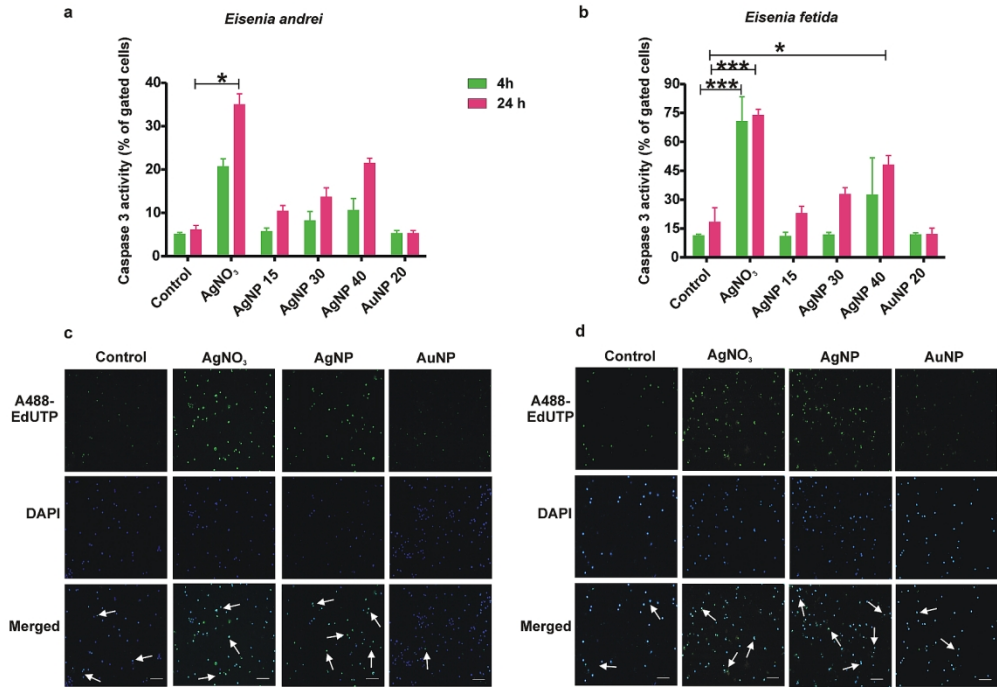 a
Eisenia andrei
Caspase 3 activity (% of gated cells)
40
30
20
10
0
*
Control
AgNO₃
AgNP 15
AgNP 30
AgNP 40
AuNP 20
4h
24 h
b
Eisenia fetida
Caspase 3 activity (% of gated cells)
90
75
60
45
30
15
0
*
***
***
Control
AgNO₃
AgNP 15
AgNP 30
AgNP 40
AuNP 20
c
Control AgNO₃ AgNP AuNP
A488-
EdUTP
DAPI
Merged
d
Control AgNO₃ AgNP AuNP
A488-
EdUTP
DAPI
Merged